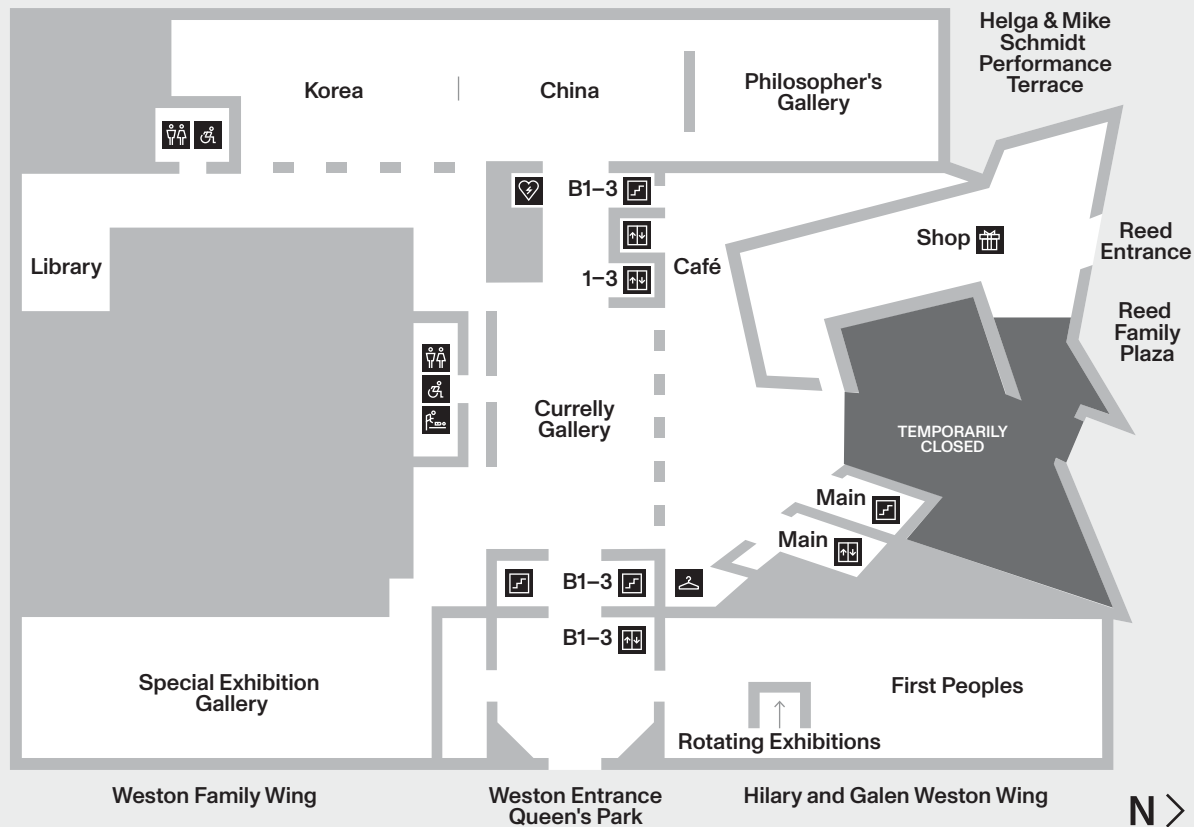 Helga & Mike
Schmidt
Performance
Terrace
Korea
China
Philosopher's
Gallery
B1–3
Shop
Reed
Entrance
Library
1–3
Café
Reed
Family
Plaza
Currelly
Gallery
TEMPORARILY
CLOSED
Main
Main
B1–3
B1–3
Special Exhibition
Gallery
First Peoples
Rotating Exhibitions
Weston Family Wing
Weston Entrance
Queen's Park
Hilary and Galen Weston Wing
N